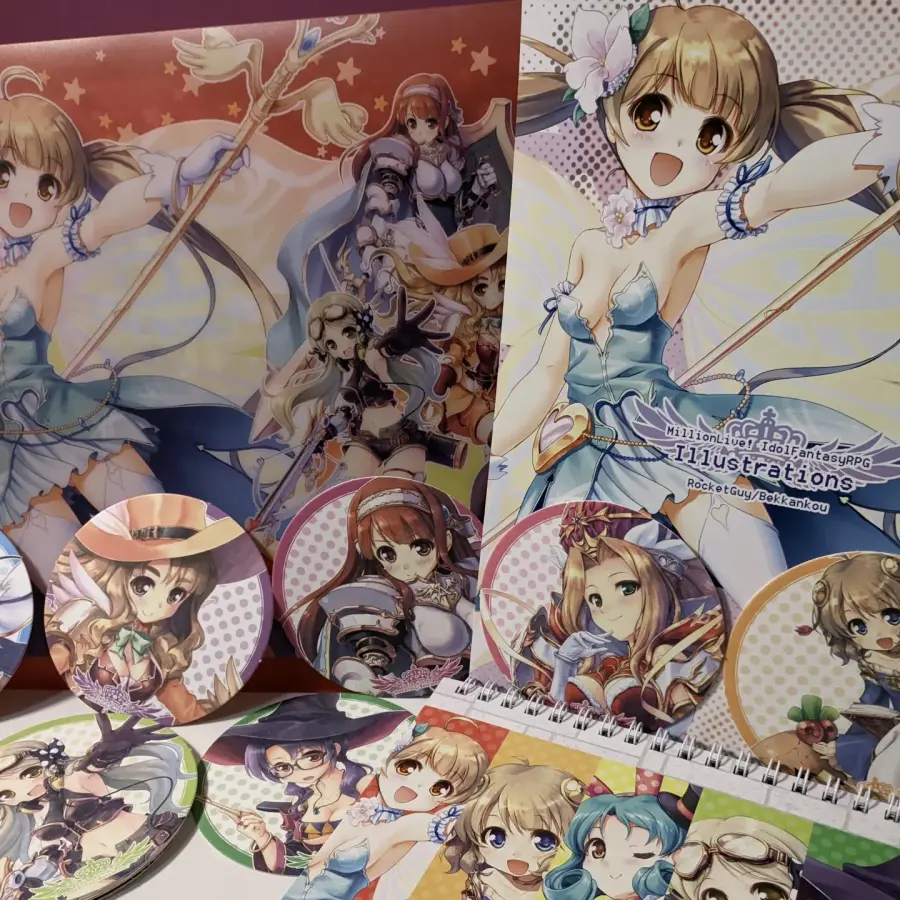 MillionLive! IdolFantasyRPG
Illustrations
RocketGuy/Bekkankou